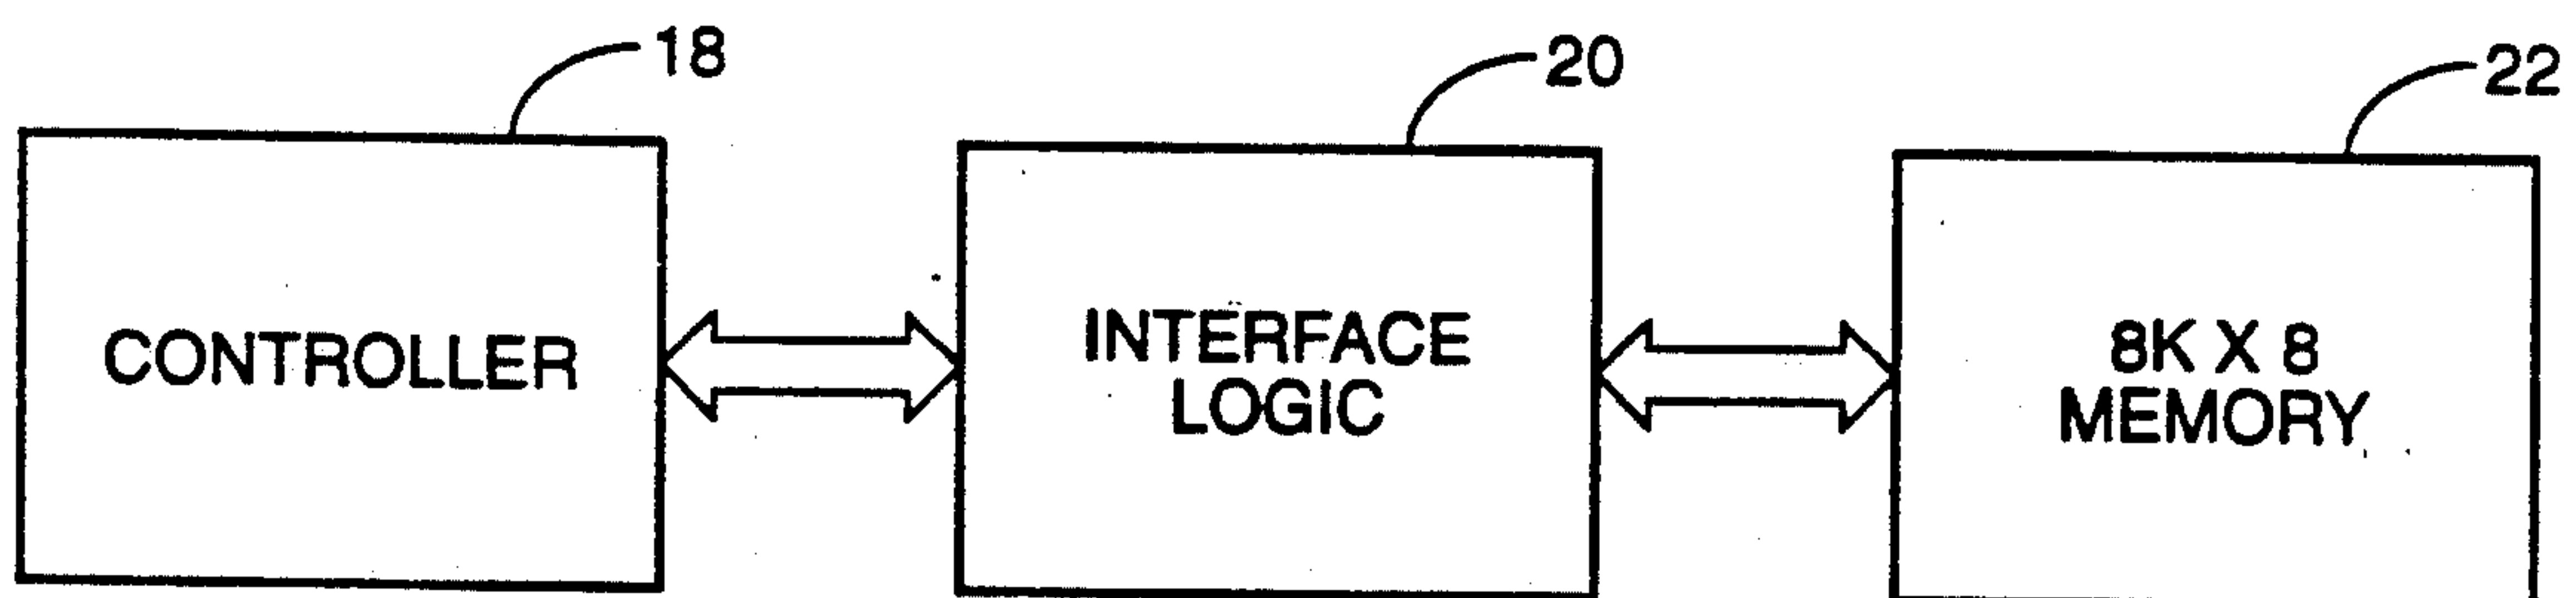 18
20
22
CONTROLLER
INTERFACE
LOGIC
8K X 8
MEMORY